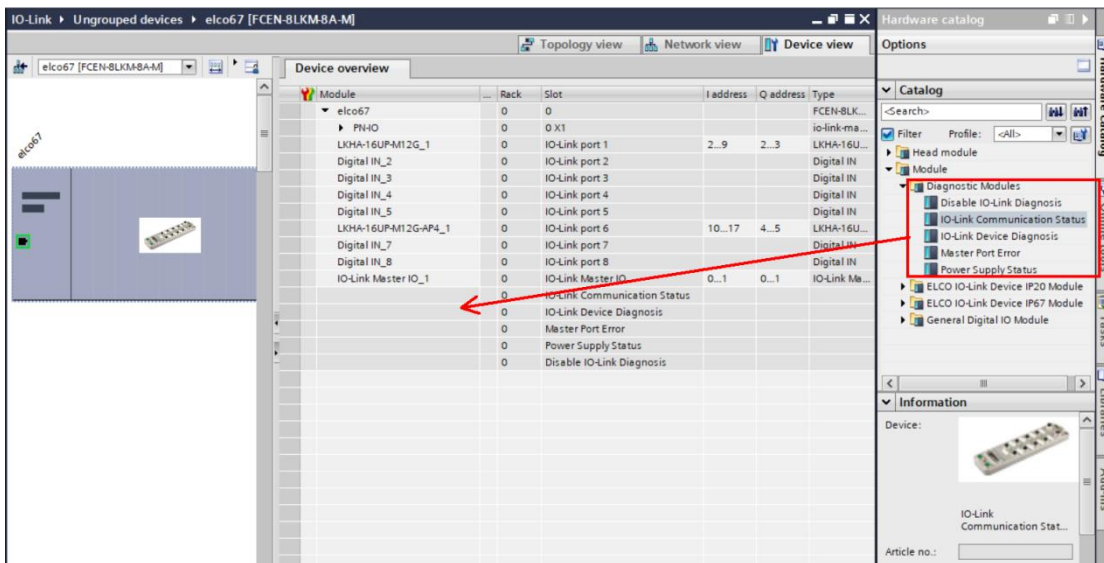 IO-Link ▸ Ungrouped devices ▸ elco67 [FCEN-8LKM-8A-M]
Topology view Network view Device view
elco67 [FCEN-8LKM-8A-M]
elco67
Device overview
Module ... Rack Slot I address Q address Type
elco67 0 0 FCEN-8LK...
PN-IO 0 0 X1 io-link-ma...
LKHA-16UP-M12G_1 0 IO-Link port 1 2...9 2...3 LKHA-16U...
Digital IN_2 0 IO-Link port 2 Digital IN
Digital IN_3 0 IO-Link port 3 Digital IN
Digital IN_4 0 IO-Link port 4 Digital IN
Digital IN_5 0 IO-Link port 5 Digital IN
LKHA-16UP-M12G-AP4_1 0 IO-Link port 6 10...17 4...5 LKHA-16U...
Digital IN_7 0 IO-Link port 7 Digital IN
Digital IN_8 0 IO-Link port 8 Digital IN
IO-Link Master IO_1 0 IO-Link Master IO 0...1 0...1 IO-Link Ma...
0 IO-Link Communication Status
0 IO-Link Device Diagnosis
0 Master Port Error
0 Power Supply Status
0 Disable IO-Link Diagnosis
Hardware catalog
Options
Catalog
<Search>
Filter Profile: <All>
Head module
Module
Diagnostic Modules
Disable IO-Link Diagnosis
IO-Link Communication Status
IO-Link Device Diagnosis
Master Port Error
Power Supply Status
ELCO IO-Link Device IP20 Module
ELCO IO-Link Device IP67 Module
General Digital IO Module
Information
Device:
IO-Link
Communication Stat...
Article no.:
Hardware catalog
Tasks
Libraries
Add-ins